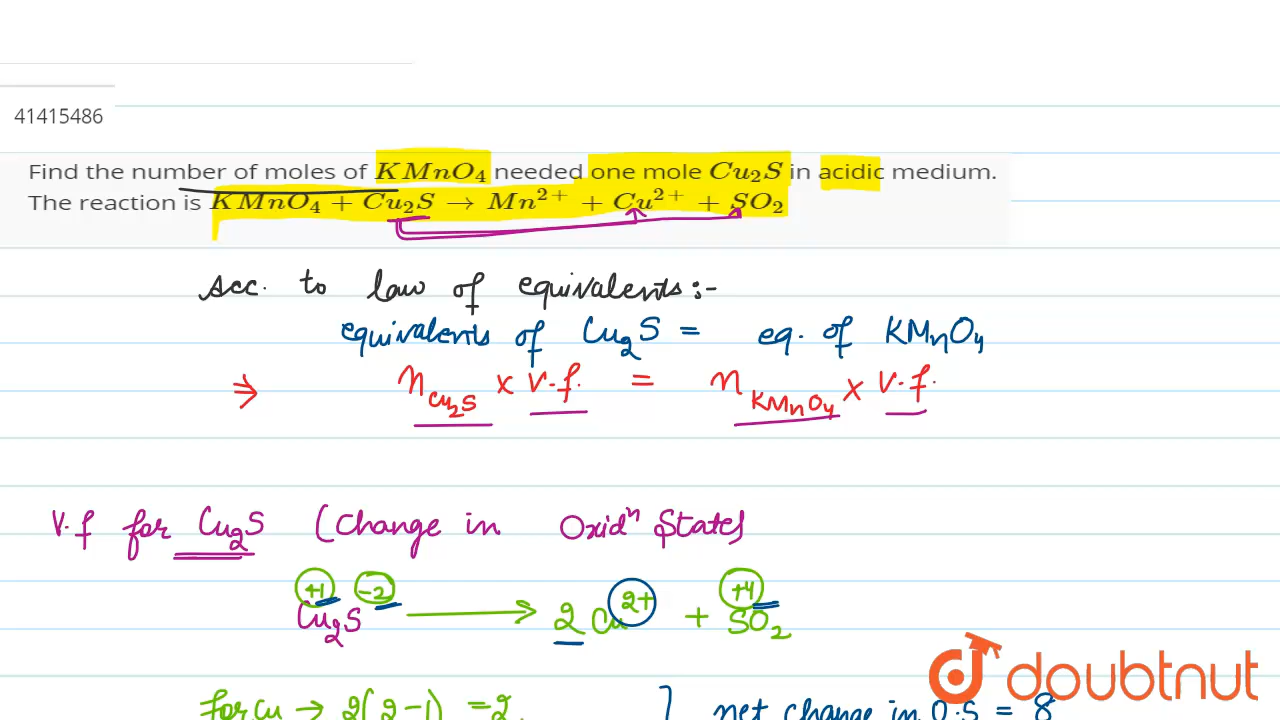 41415486
Find the number of moles of KMnO₄ needed one mole Cu₂S in acidic medium.
The reaction is KMnO₄ + Cu₂S → Mn²⁺ + Cu²⁺ + SO₂
acc. to law of equivalents:-
equivalents of Cu₂S = eq. of KMnO₄
⇒ n Cu₂S × v.f. = n KMnO₄ × v.f.
V.f for Cu₂S (Change in Oxidⁿ State)
+1 -2 2+ +4
Cu₂S → 2Cu + SO₂
for Cu → 2(2-1) = 2 ] net change in O.S = 8
doubtnut